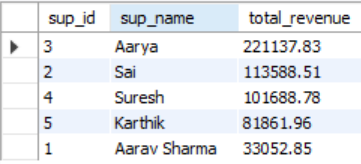 sup_id sup_name total_revenue
3 Aarya 221137.83
2 Sai 113588.51
4 Suresh 101688.78
5 Karthik 81861.96
1 Aarav Sharma 33052.85